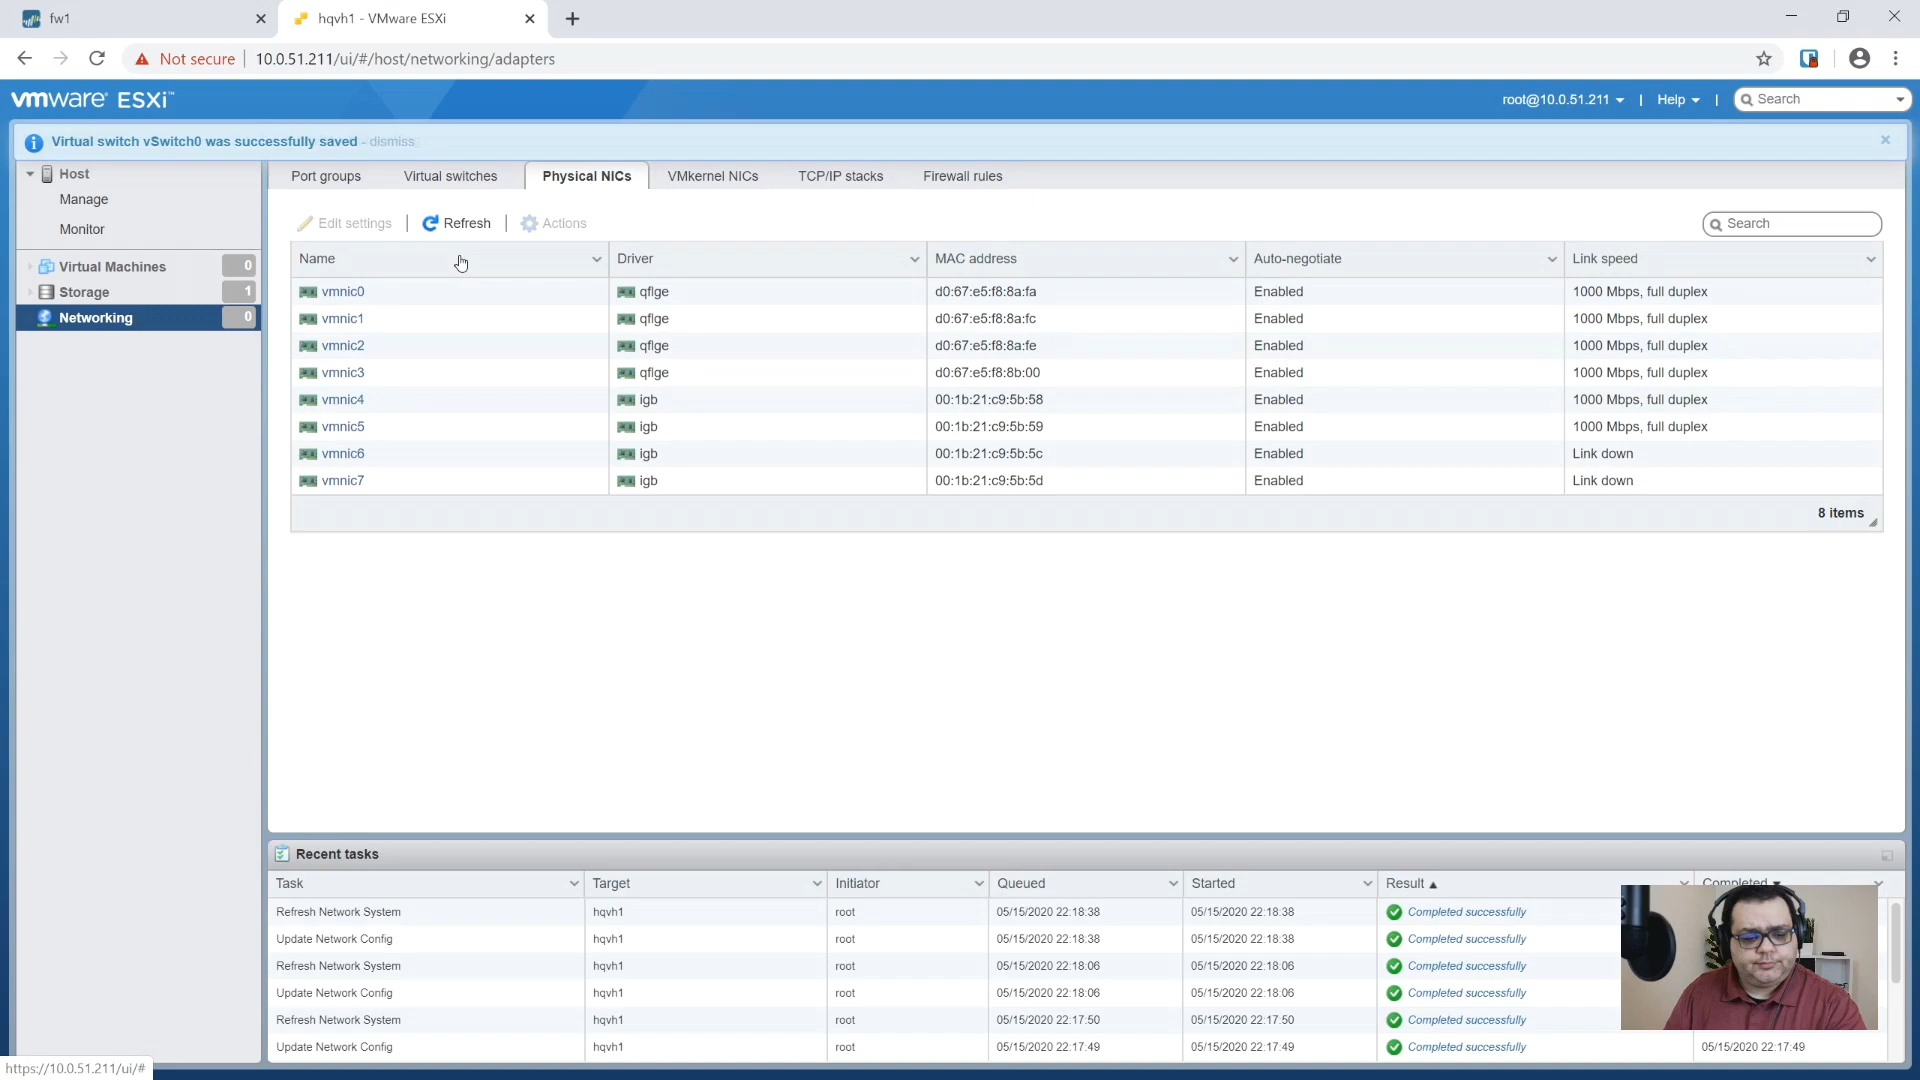 fw1
hqvh1 - VMware ESXi
Not secure
10.0.51.211/ui/#/host/networking/adapters
vmware ESXi™
root@10.0.51.211 | Help | Search
Virtual switch vSwitch0 was successfully saved - dismiss
Host
Manage
Monitor
Virtual Machines 0
Storage 1
Networking 0
Port groups Virtual switches Physical NICs VMkernel NICs TCP/IP stacks Firewall rules
Edit settings | Refresh | Actions Search
Name Driver MAC address Auto-negotiate Link speed
vmnic0 qflge d0:67:e5:f8:8a:fa Enabled 1000 Mbps, full duplex
vmnic1 qflge d0:67:e5:f8:8a:fc Enabled 1000 Mbps, full duplex
vmnic2 qflge d0:67:e5:f8:8a:fe Enabled 1000 Mbps, full duplex
vmnic3 qflge d0:67:e5:f8:8b:00 Enabled 1000 Mbps, full duplex
vmnic4 igb 00:1b:21:c9:5b:58 Enabled 1000 Mbps, full duplex
vmnic5 igb 00:1b:21:c9:5b:59 Enabled 1000 Mbps, full duplex
vmnic6 igb 00:1b:21:c9:5b:5c Enabled Link down
vmnic7 igb 00:1b:21:c9:5b:5d Enabled Link down
8 items
Recent tasks
Task Target Initiator Queued Started Result Completed
Refresh Network System hqvh1 root 05/15/2020 22:18:38 05/15/2020 22:18:38 Completed successfully
Update Network Config hqvh1 root 05/15/2020 22:18:38 05/15/2020 22:18:38 Completed successfully
Refresh Network System hqvh1 root 05/15/2020 22:18:06 05/15/2020 22:18:06 Completed successfully
Update Network Config hqvh1 root 05/15/2020 22:18:06 05/15/2020 22:18:06 Completed successfully
Refresh Network System hqvh1 root 05/15/2020 22:17:50 05/15/2020 22:17:50 Completed successfully
Update Network Config hqvh1 root 05/15/2020 22:17:49 05/15/2020 22:17:49 Completed successfully 05/15/2020 22:17:49
https://10.0.51.211/ui/#